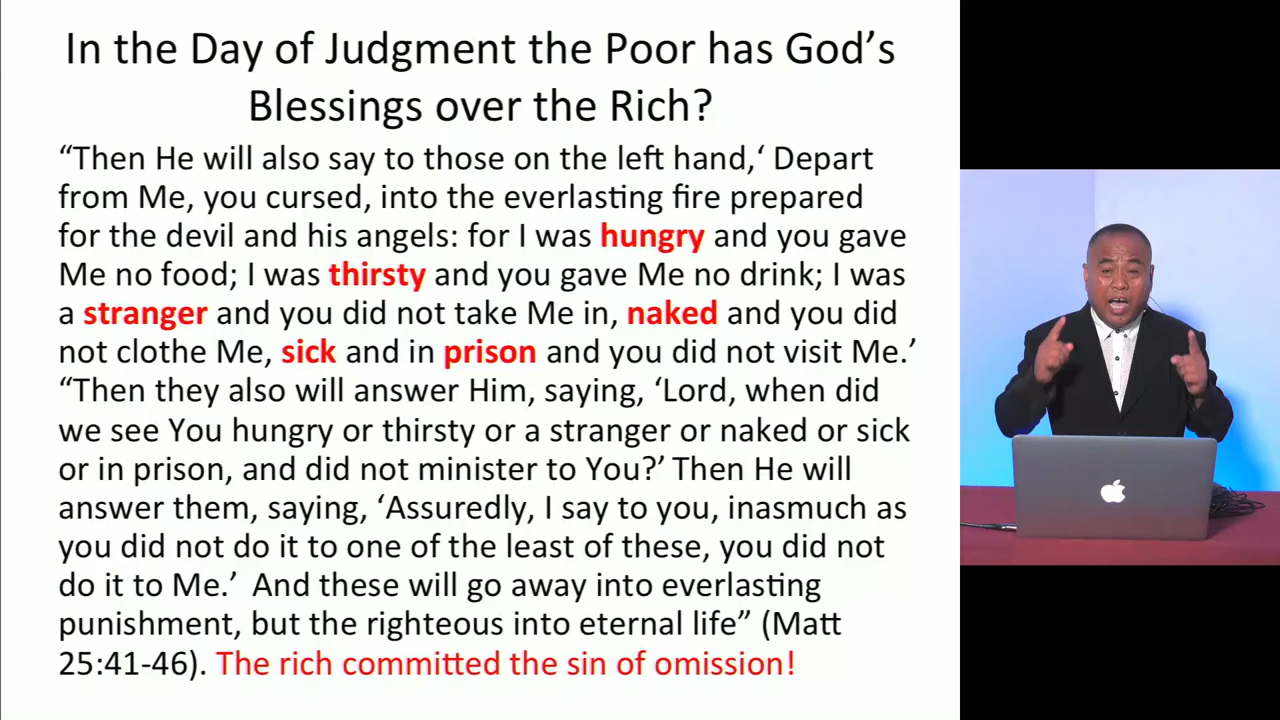 In the Day of Judgment the Poor has God’s
Blessings over the Rich?
“Then He will also say to those on the left hand,‘ Depart
from Me, you cursed, into the everlasting fire prepared
for the devil and his angels: for I was hungry and you gave
Me no food; I was thirsty and you gave Me no drink; I was
a stranger and you did not take Me in, naked and you did
not clothe Me, sick and in prison and you did not visit Me.’
“Then they also will answer Him, saying, ‘Lord, when did
we see You hungry or thirsty or a stranger or naked or sick
or in prison, and did not minister to You?’ Then He will
answer them, saying, ‘Assuredly, I say to you, inasmuch as
you did not do it to one of the least of these, you did not
do it to Me.’ And these will go away into everlasting
punishment, but the righteous into eternal life” (Matt
25:41-46). The rich committed the sin of omission!